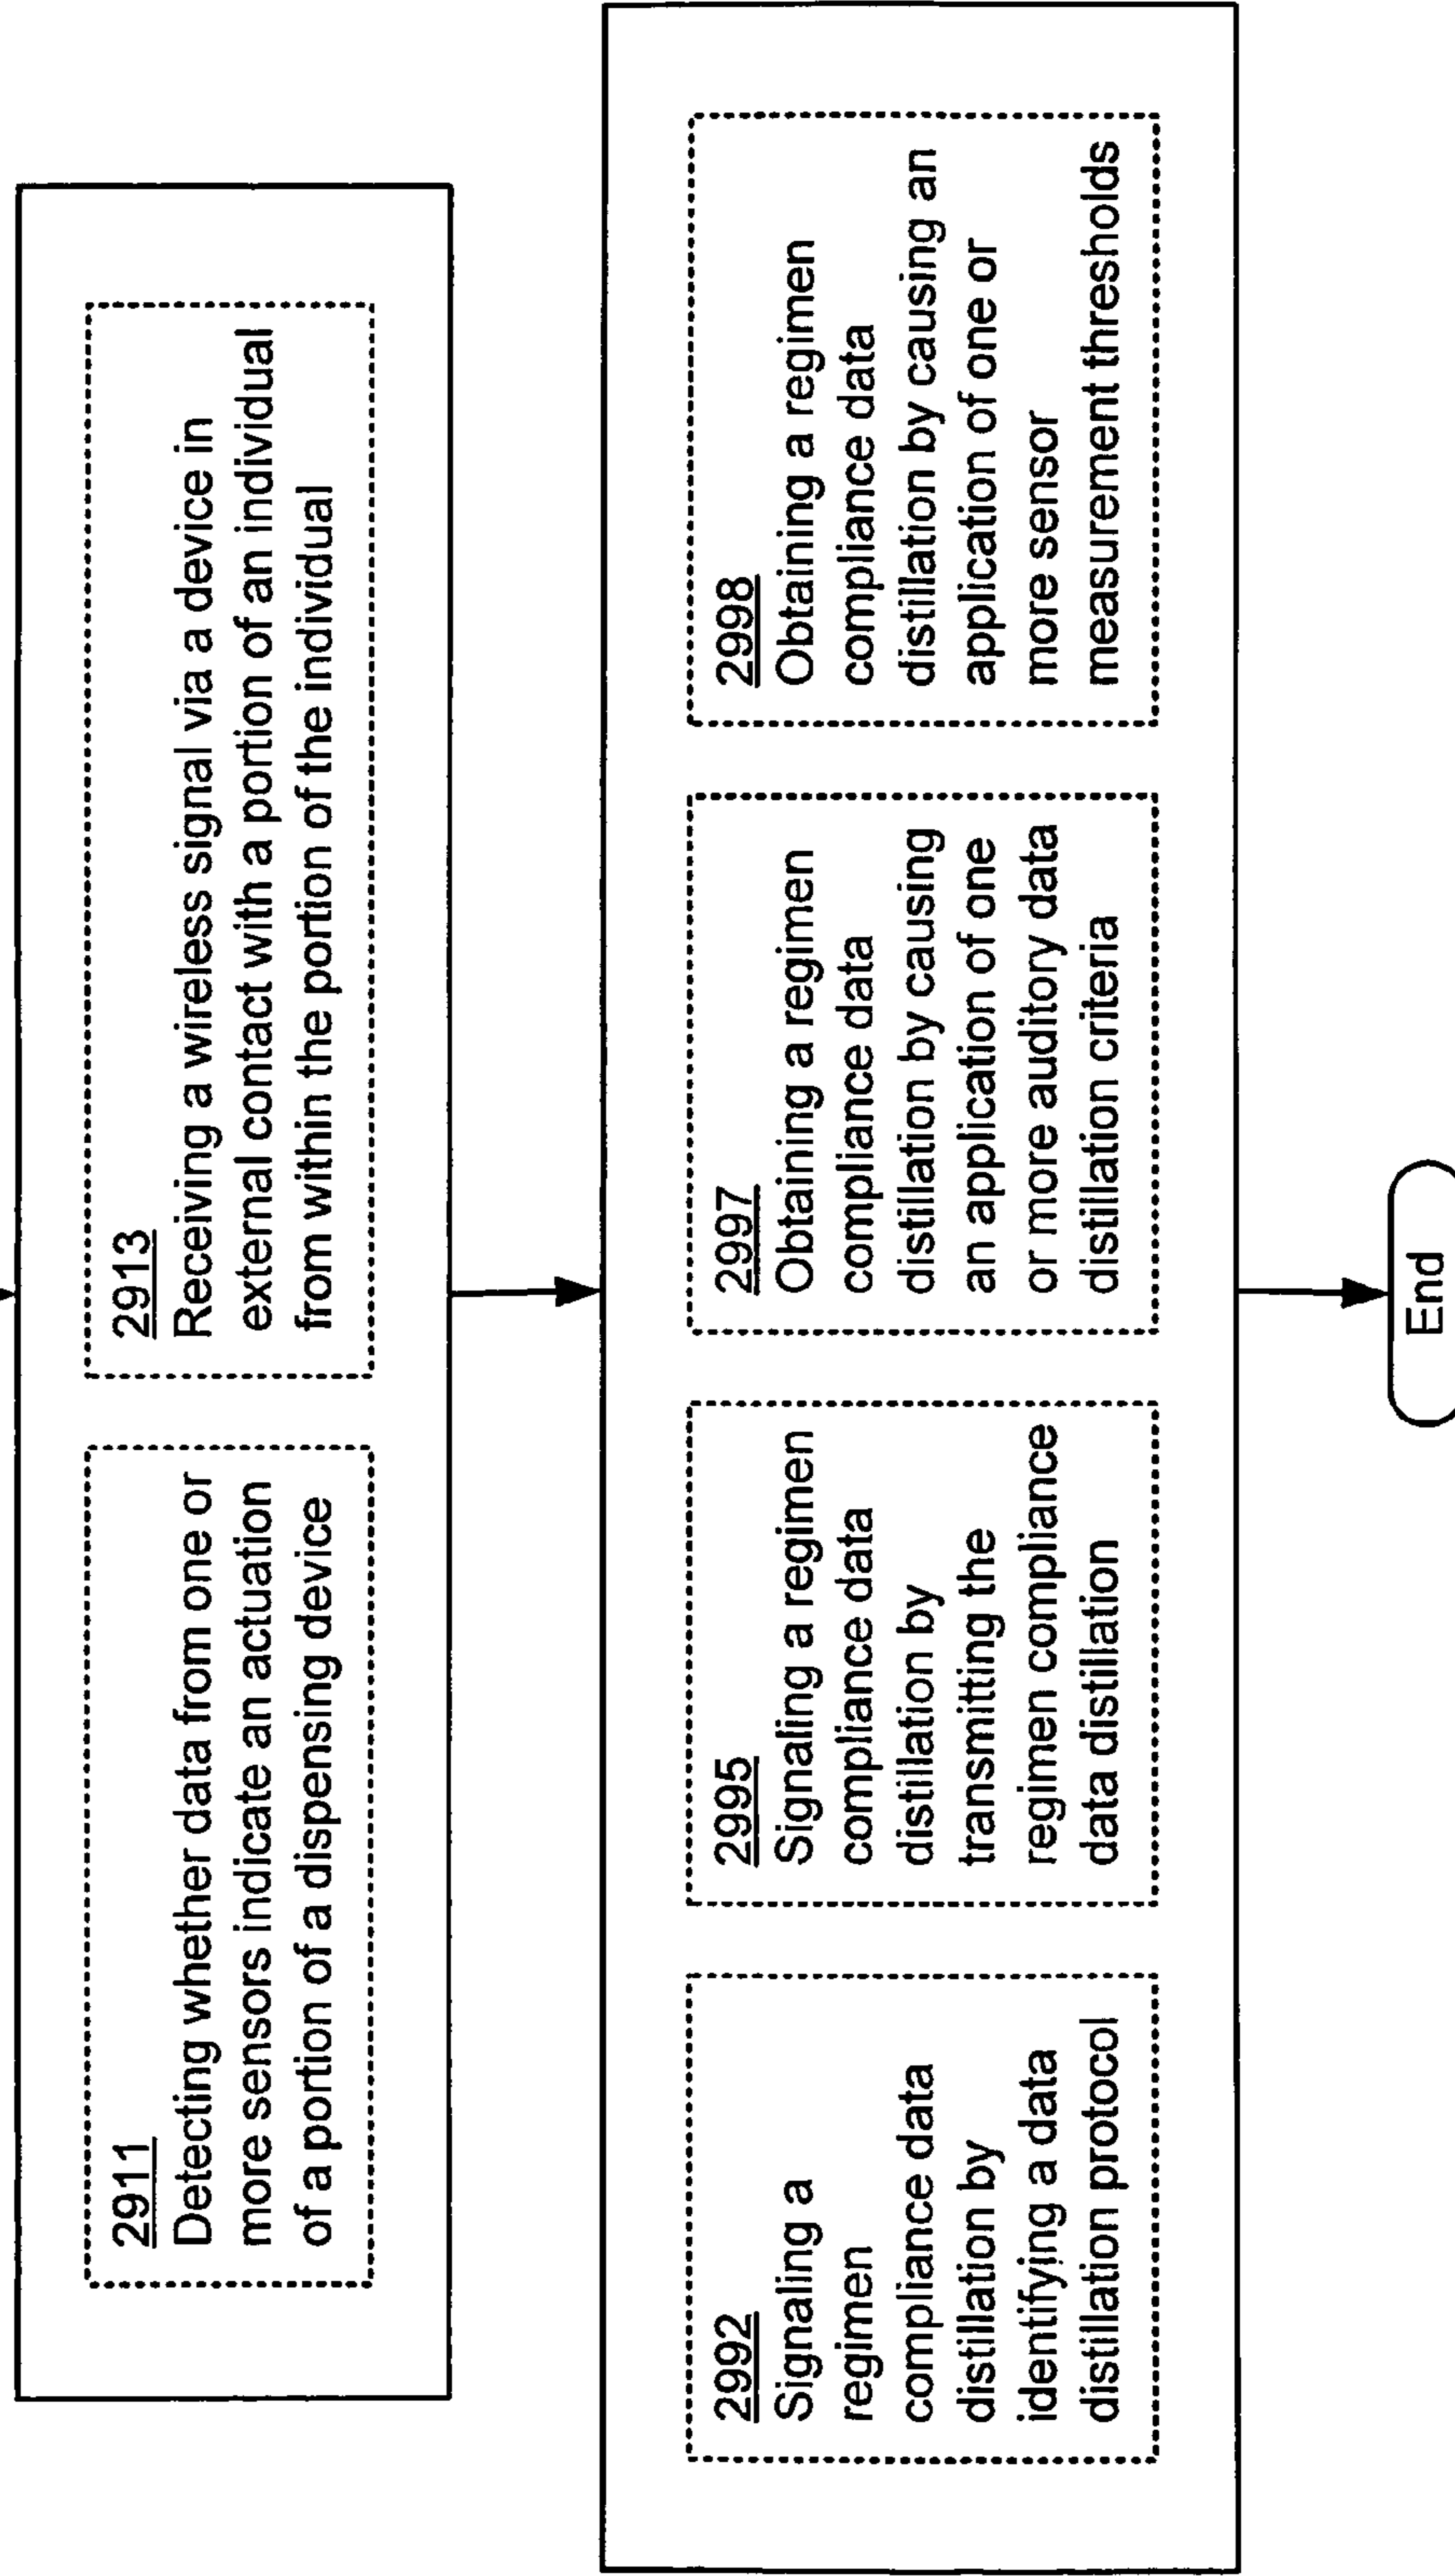 2911
Detecting whether data from one or
more sensors indicate an actuation
of a portion of a dispensing device
2913
Receiving a wireless signal via a device in
external contact with a portion of an individual
from within the portion of the individual
2992
Signaling a
regimen
compliance data
distillation by
identifying a data
distillation protocol
2995
Signaling a regimen
compliance data
distillation by
transmitting the
regimen compliance
data distillation
2997
Obtaining a regimen
compliance data
distillation by causing
an application of one
or more auditory data
distillation criteria
2998
Obtaining a regimen
compliance data
distillation by causing an
application of one or
more sensor
measurement thresholds
End